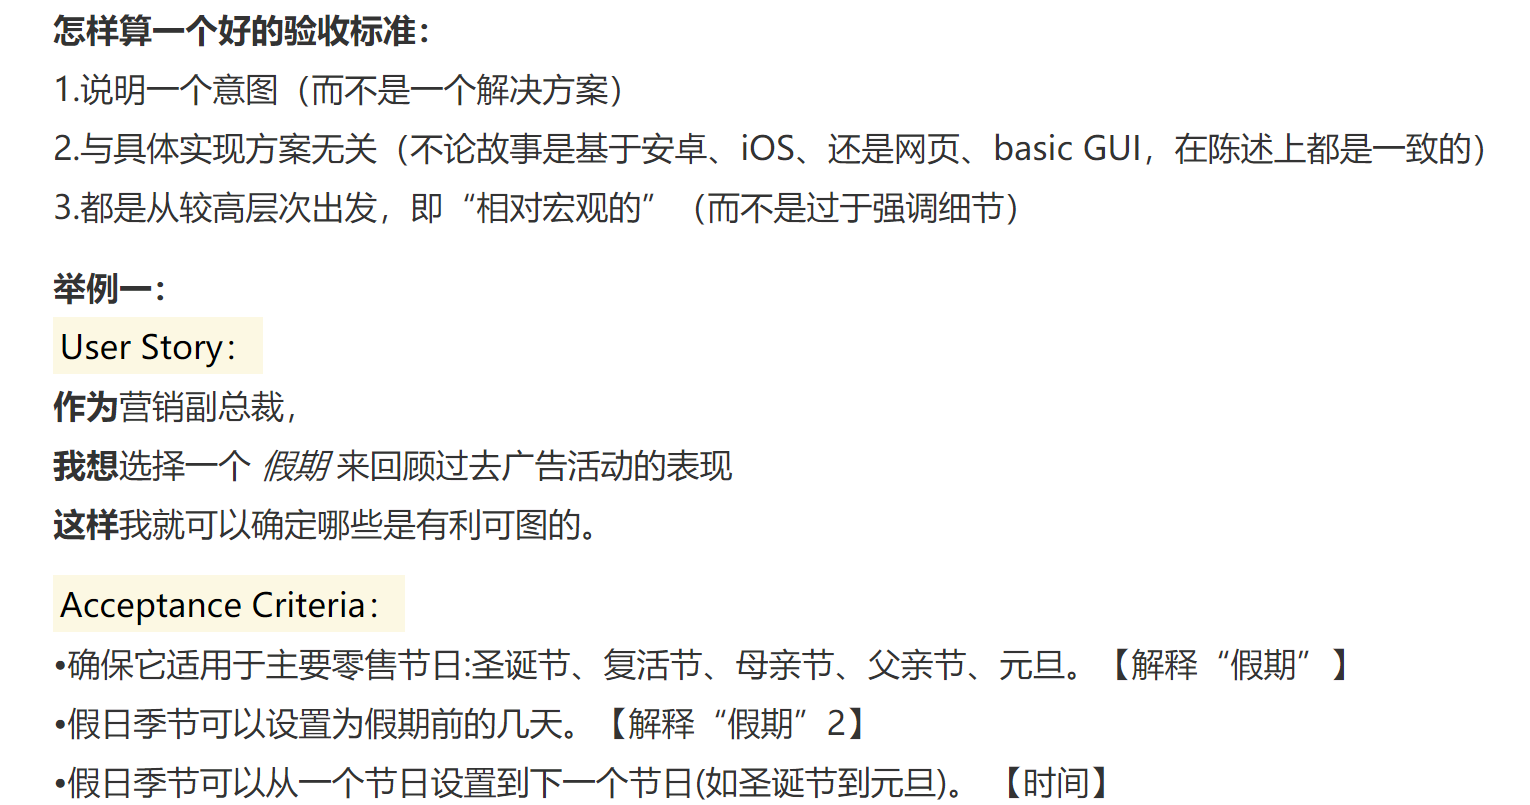 怎样算一个好的验收标准：
1.说明一个意图（而不是一个解决方案）
2.与具体实现方案无关（不论故事是基于安卓、iOS、还是网页、basic GUI，在陈述上都是一致的）
3.都是从较高层次出发，即“相对宏观的”（而不是过于强调细节）
举例一：
User Story：
作为营销副总裁，
我想选择一个 假期 来回顾过去广告活动的表现
这样我就可以确定哪些是有利可图的。
Acceptance Criteria：
•确保它适用于主要零售节日:圣诞节、复活节、母亲节、父亲节、元旦。【解释“假期”】
•假日季节可以设置为假期前的几天。【解释“假期”2】
•假日季节可以从一个节日设置到下一个节日(如圣诞节到元旦)。 【时间】